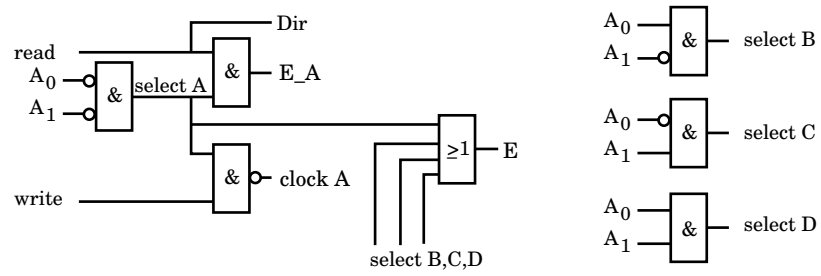 Dir
read
A0
A1
&
select A
&
E_A
&
clock A
write
≥1
E
select B,C,D
A0
A1
&
select B
A0
A1
&
select C
A0
A1
&
select D